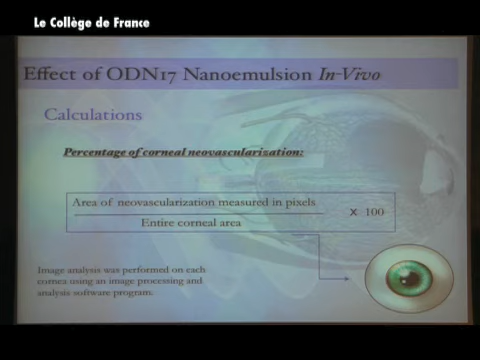 Le Collège de France
Effect of ODN17 Nanoemulsion In-Vivo
Calculations
Percentage of corneal neovascularization:
Area of neovascularization measured in pixels
x 100
Entire corneal area
Image analysis was performed on each
cornea using an image processing and
analysis software program.